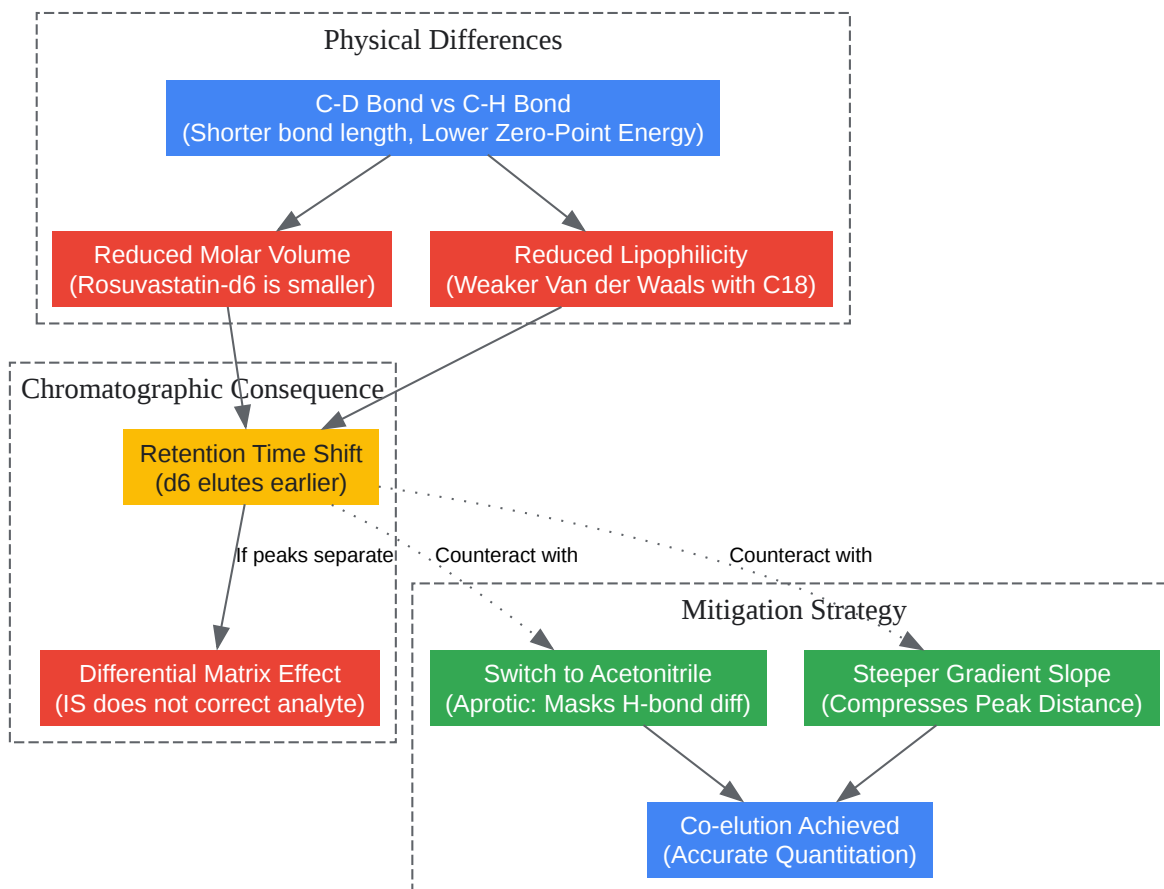 Physical Differences
C-D Bond vs C-H Bond
(Shorter bond length, Lower Zero-Point Energy)
Reduced Molar Volume
(Rosuvastatin-d6 is smaller)
Reduced Lipophilicity
(Weaker Van der Waals with C18)
Chromatographic Consequence
Retention Time Shift
(d6 elutes earlier)
If peaks separate
Counteract with
Counteract with
Mitigation Strategy
Differential Matrix Effect
(IS does not correct analyte)
Switch to Acetonitrile
(Aprotic: Masks H-bond diff)
Steeper Gradient Slope
(Compresses Peak Distance)
Co-elution Achieved
(Accurate Quantitation)